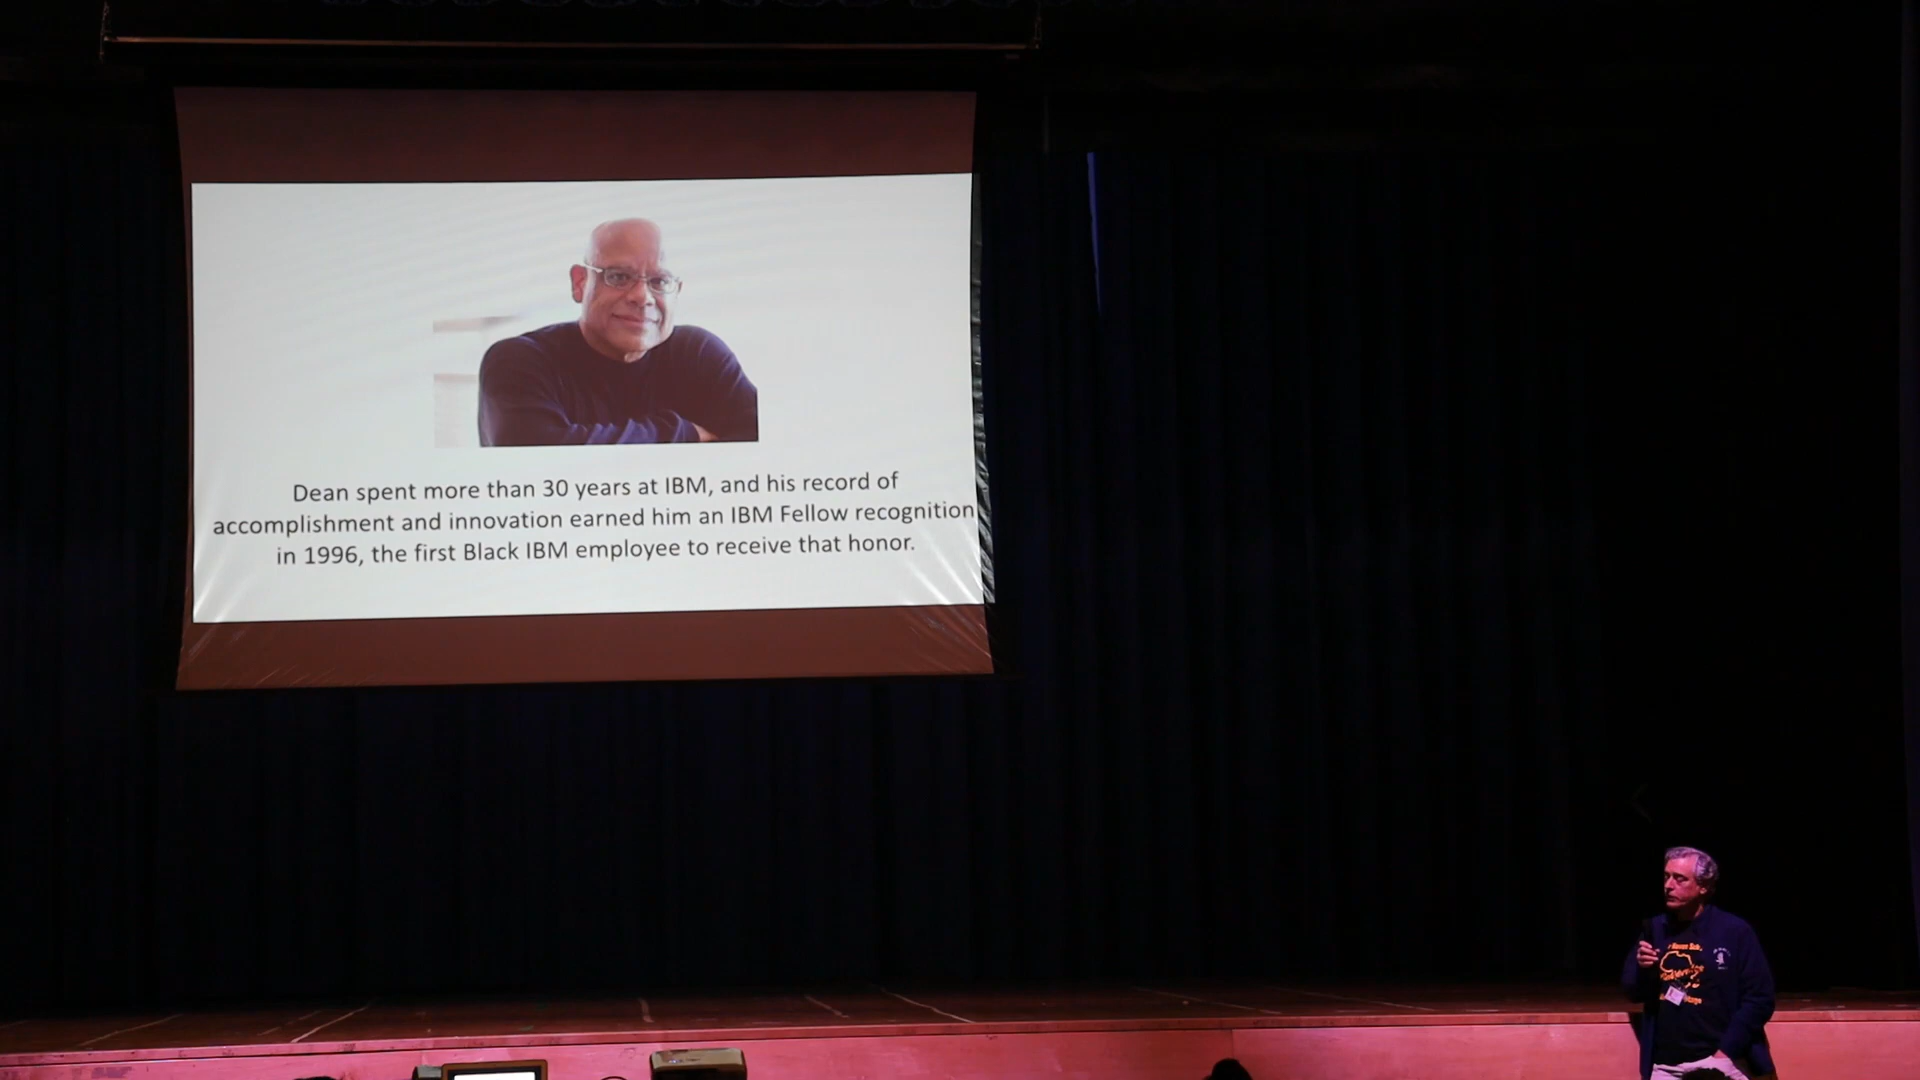 Dean spent more than 30 years at IBM, and his record of
accomplishment and innovation earned him an IBM Fellow recognition
in 1996, the first Black IBM employee to receive that honor.